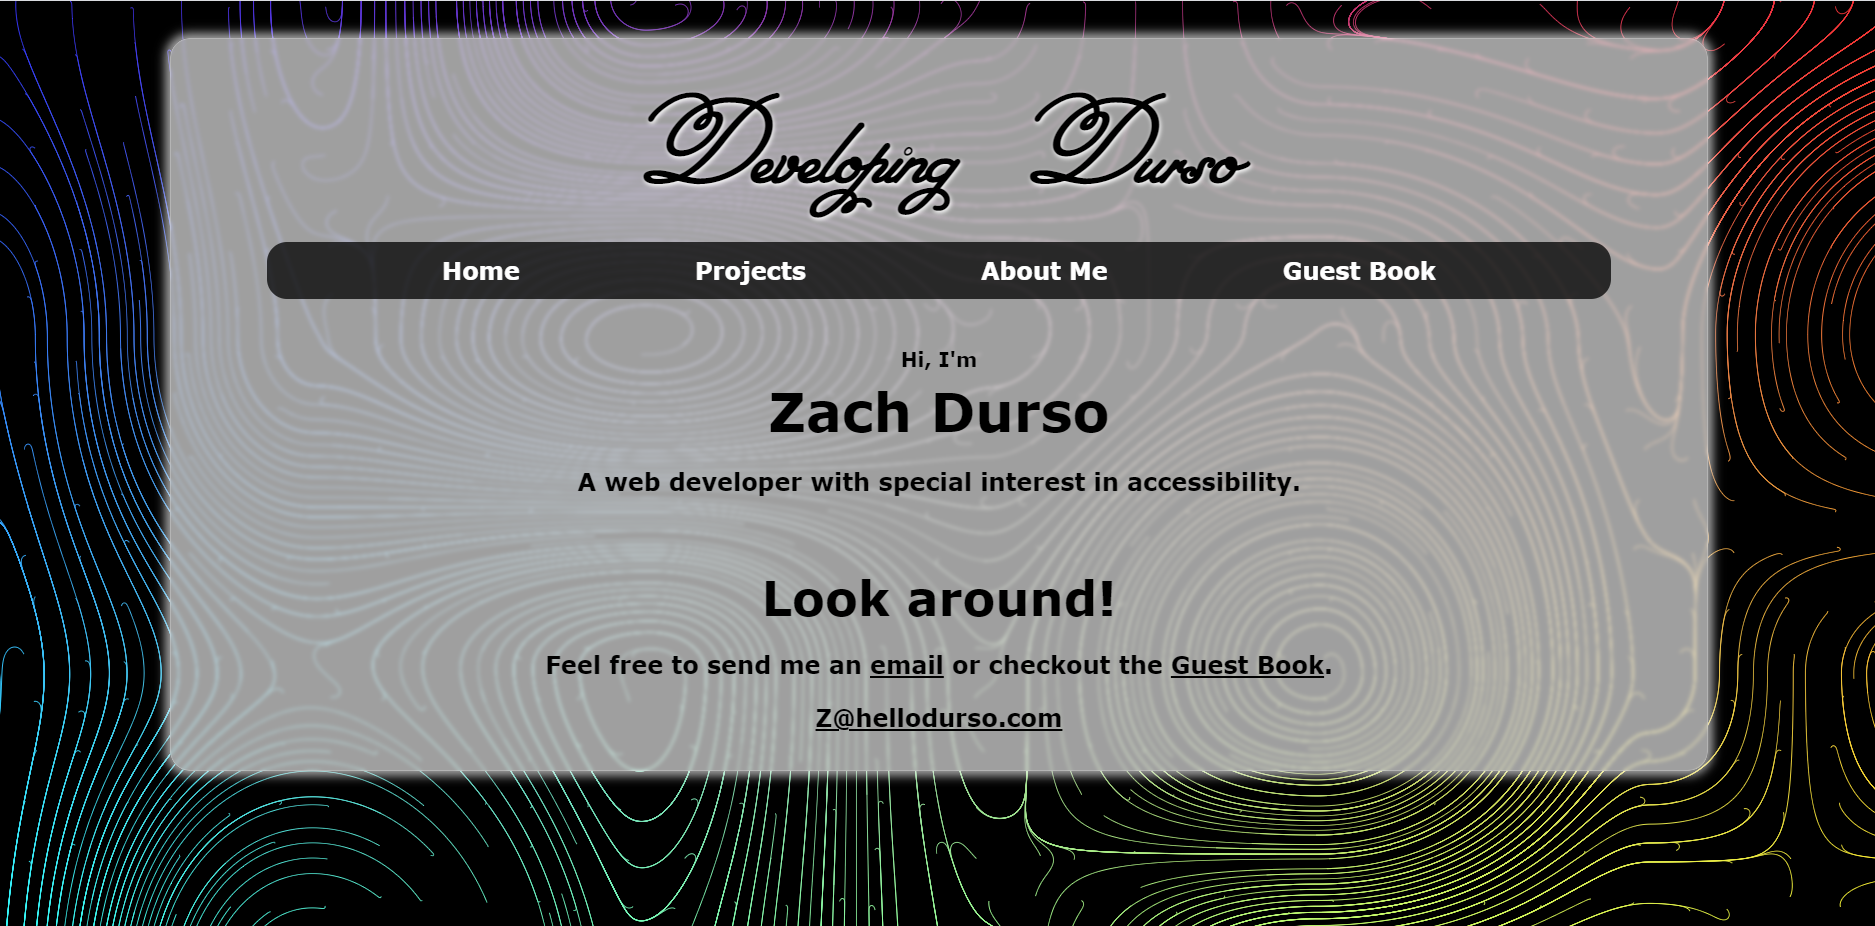 Developing Durso
Home Projects About Me Guest Book
Hi, I'm
Zach Durso
A web developer with special interest in accessibility.
Look around!
Feel free to send me an email or checkout the Guest Book.
Z@hellodurso.com